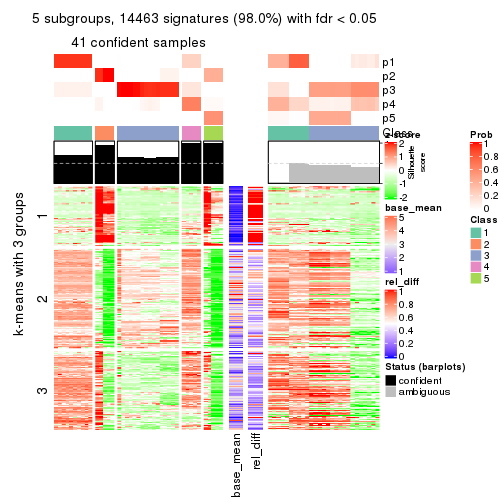 5 subgroups, 14463 signatures (98.0%) with fdr < 0.05
41 confident samples
p1
p2
p3
p4
p5
Class
z-score
2
1
0
-1
-2
Silhouette
score
base_mean
5
4
3
2
1
rel_diff
1
0.8
0.6
0.4
0.2
0
Prob
1
0.8
0.6
0.4
0.2
0
Class
1
2
3
4
5
Status (barplots)
confident
ambiguous
k-means with 3 groups
1
2
3
base_mean
rel_diff